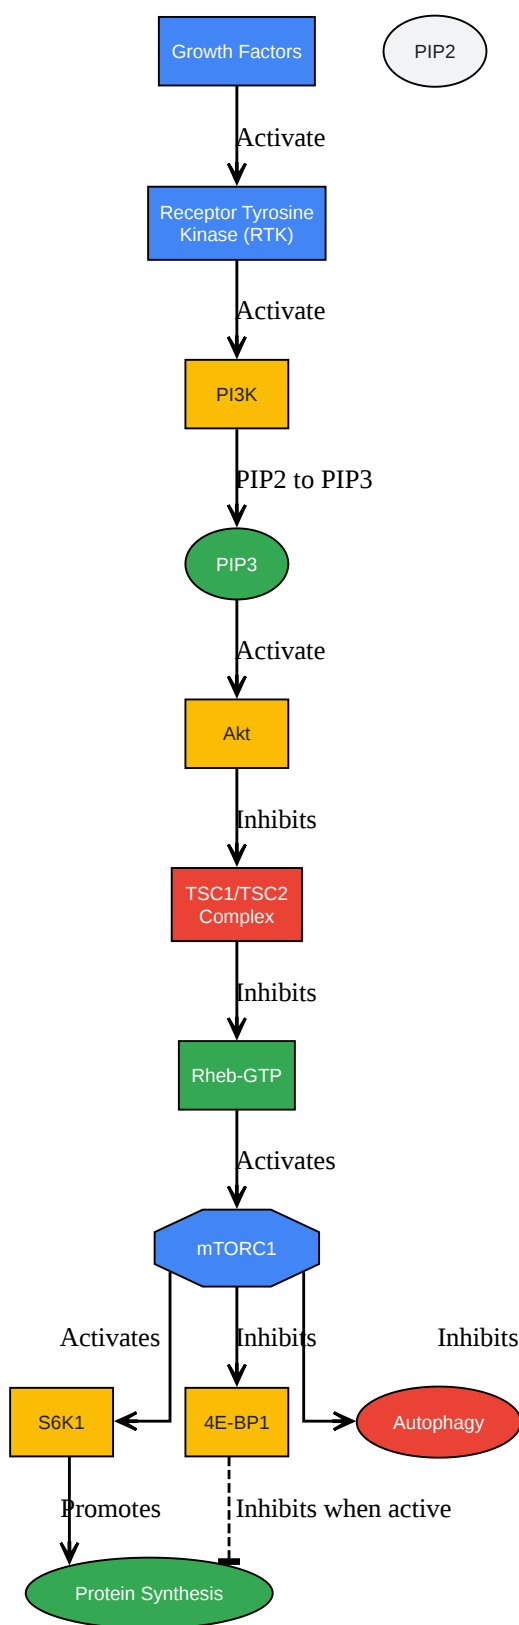 Growth Factors
PIP2
Activate
Receptor Tyrosine
Kinase (RTK)
Activate
PI3K
PIP2 to PIP3
PIP3
Activate
Akt
Inhibits
TSC1/TSC2
Complex
Inhibits
Rheb-GTP
Activates
mTORC1
Activates
Inhibits
Inhibits
S6K1
4E-BP1
Autophagy
Promotes
Inhibits when active
Protein Synthesis